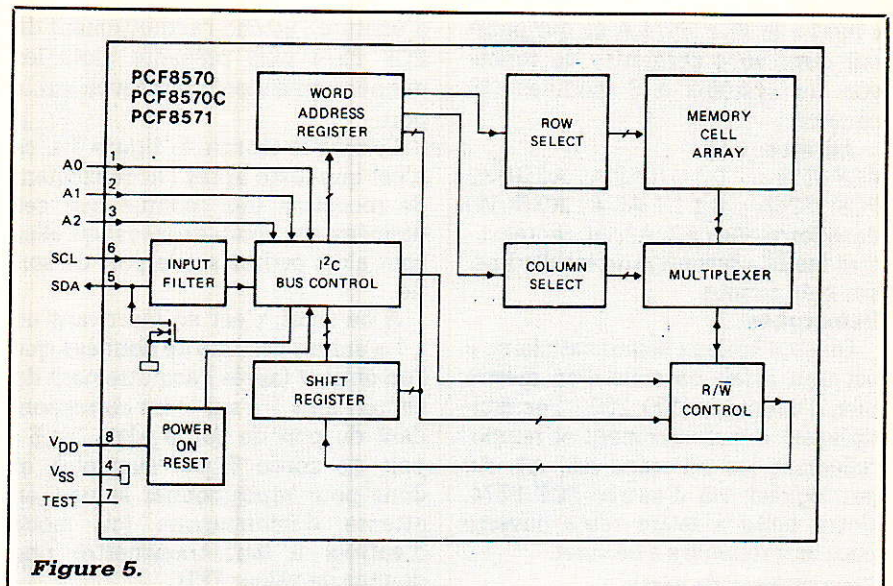 PCF8570
PCF8570C
PCF8571
WORD
ADDRESS
REGISTER
ROW
SELECT
MEMORY
CELL
ARRAY
A0 1
A1 2
A2 3
SCL 6
SDA 5
INPUT
FILTER
I²C
BUS CONTROL
COLUMN
SELECT
MULTIPLEXER
SHIFT
REGISTER
R/W̅
CONTROL
VDD 8
VSS 4
TEST 7
POWER
ON
RESET
Figure 5.